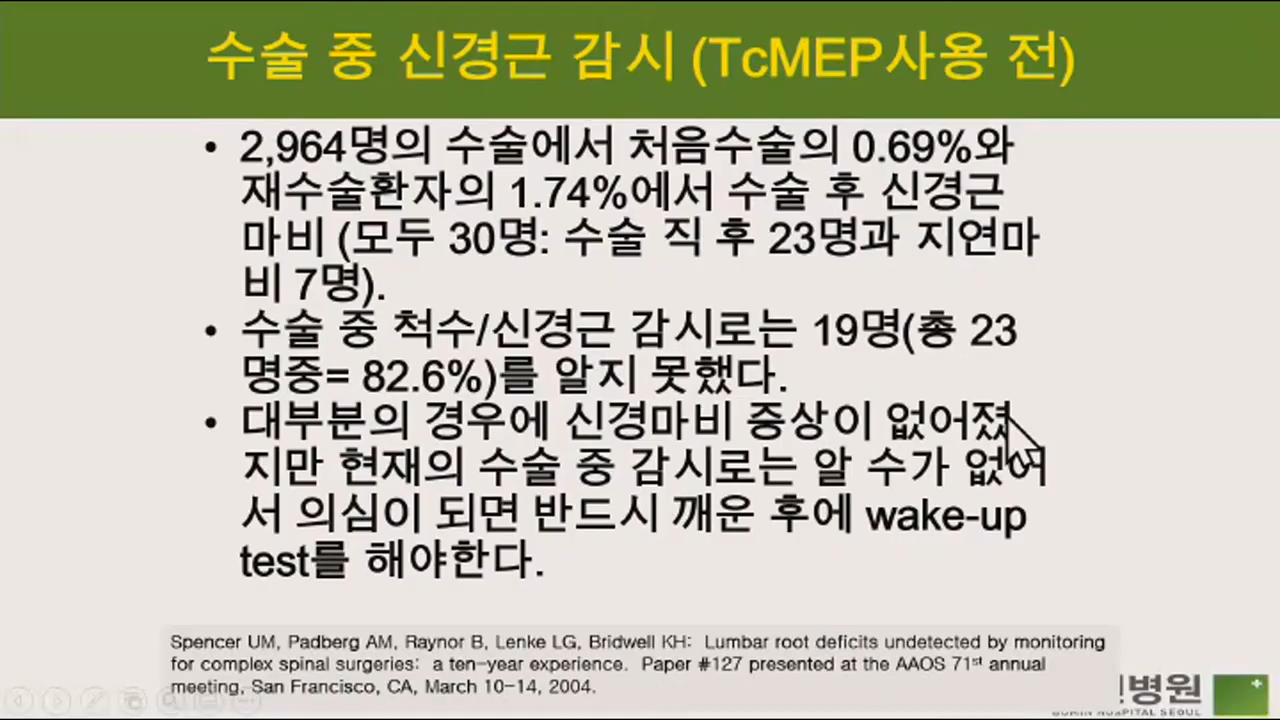 수술 중 신경근 감시 (TcMEP사용 전)
• 2,964명의 수술에서 처음수술의 0.69%와
재수술환자의 1.74%에서 수술 후 신경근
마비 (모두 30명: 수술 직 후 23명과 지연마
비 7명).
• 수술 중 척수/신경근 감시로는 19명(총 23
명중= 82.6%)를 알지 못했다.
• 대부분의 경우에 신경마비 증상이 없어졌
지만 현재의 수술 중 감시로는 알 수가 없어
서 의심이 되면 반드시 깨운 후에 wake-up
test를 해야한다.
Spencer UM, Padberg AM, Raynor B, Lenke LG, Bridwell KH: Lumbar root deficits undetected by monitoring
for complex spinal surgeries: a ten-year experience. Paper #127 presented at the AAOS 71st annual
meeting, San Francisco, CA, March 10-14, 2004.
병원
HOSPITAL SEOUL